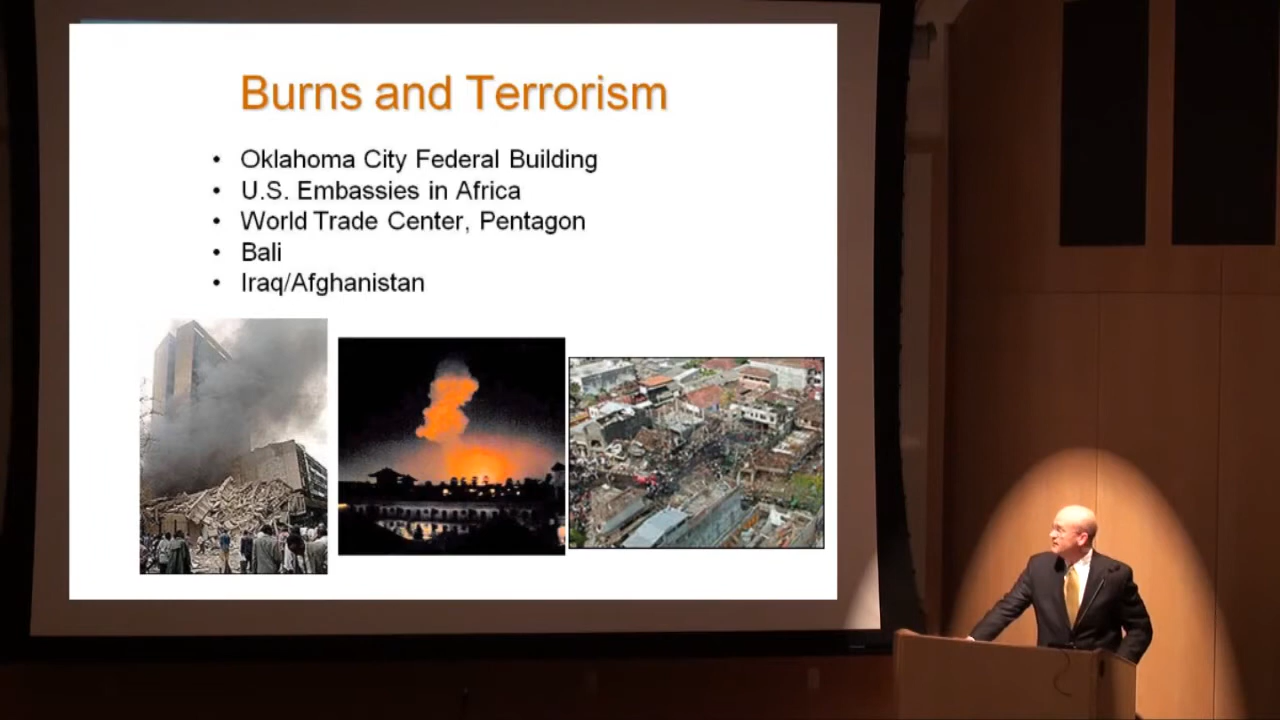 Burns and Terrorism
• Oklahoma City Federal Building
• U.S. Embassies in Africa
• World Trade Center, Pentagon
• Bali
• Iraq/Afghanistan